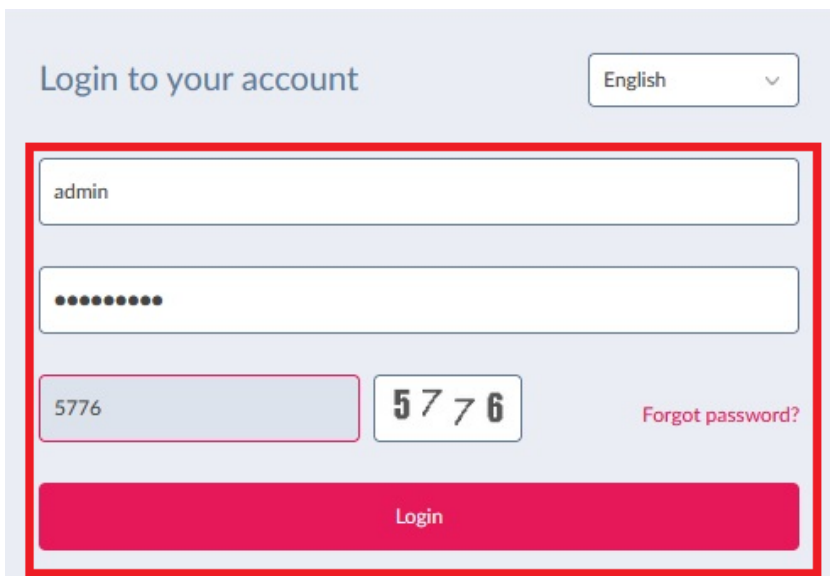 Login to your account
English
admin
•••••••••
5776
5776
Forgot password?
Login